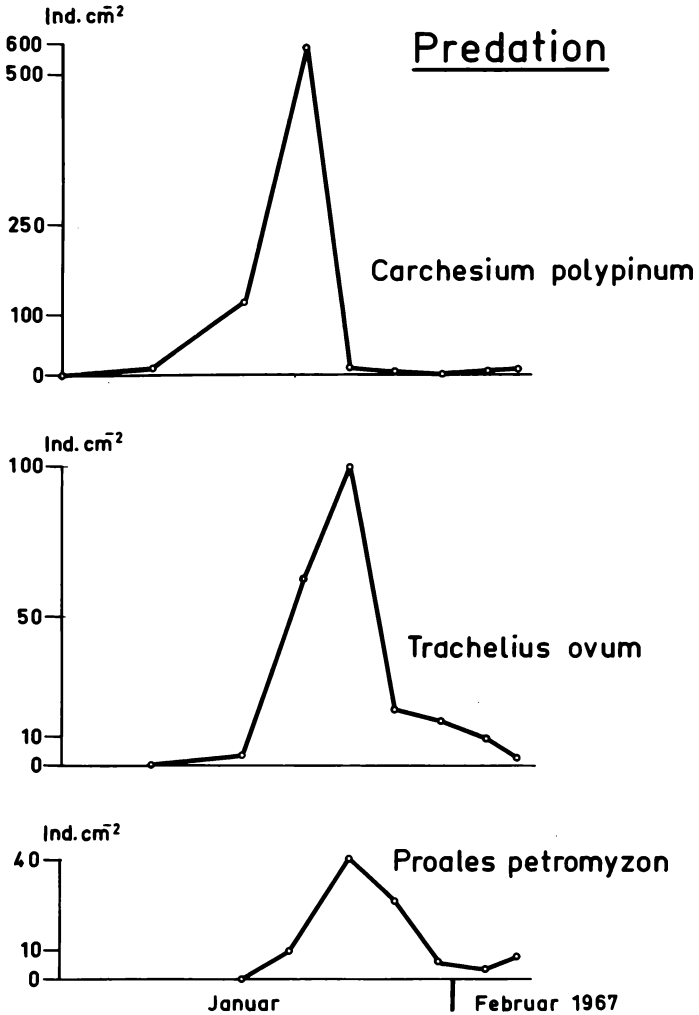 Ind. cm⁻²
Predation
600
500
250
Carchesium polypinum
100
0
Ind. cm⁻²
100
50
Trachelius ovum
10
0
Ind. cm⁻²
40
Proales petromyzon
10
0
Januar
Februar 1967